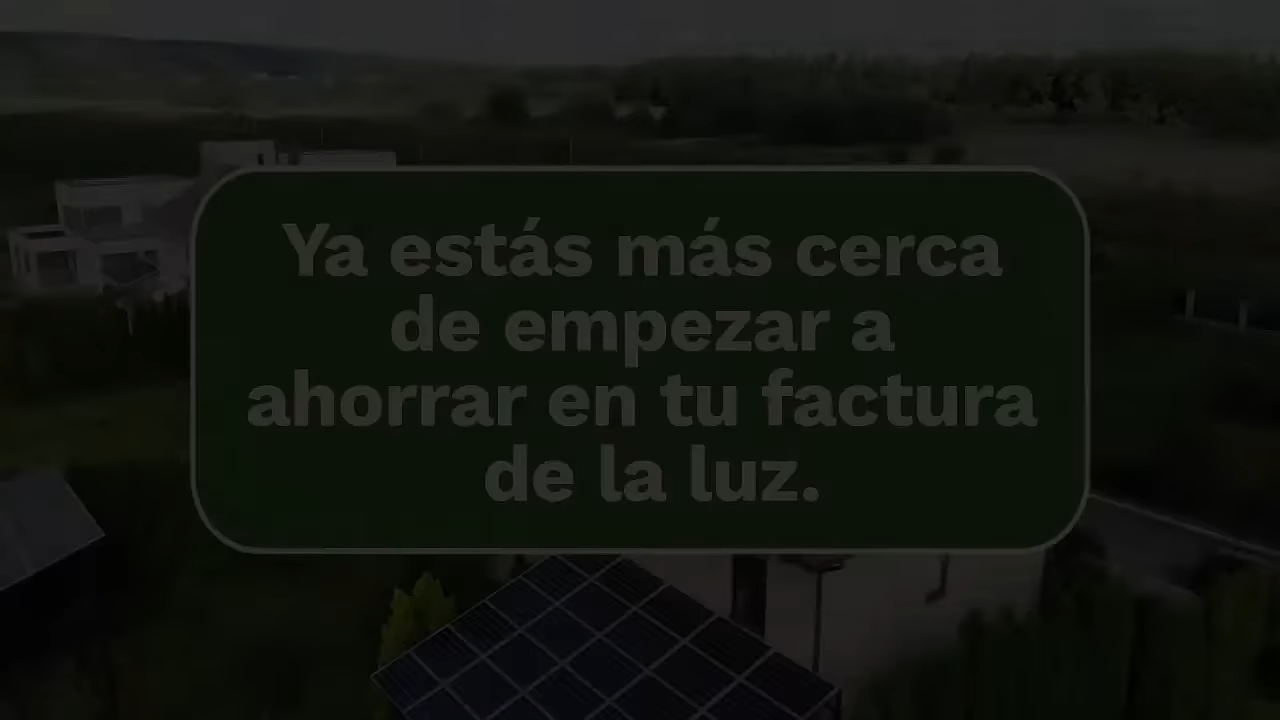 Ya estás más cerca
de empezar a
ahorrar en tu factura
de la luz.